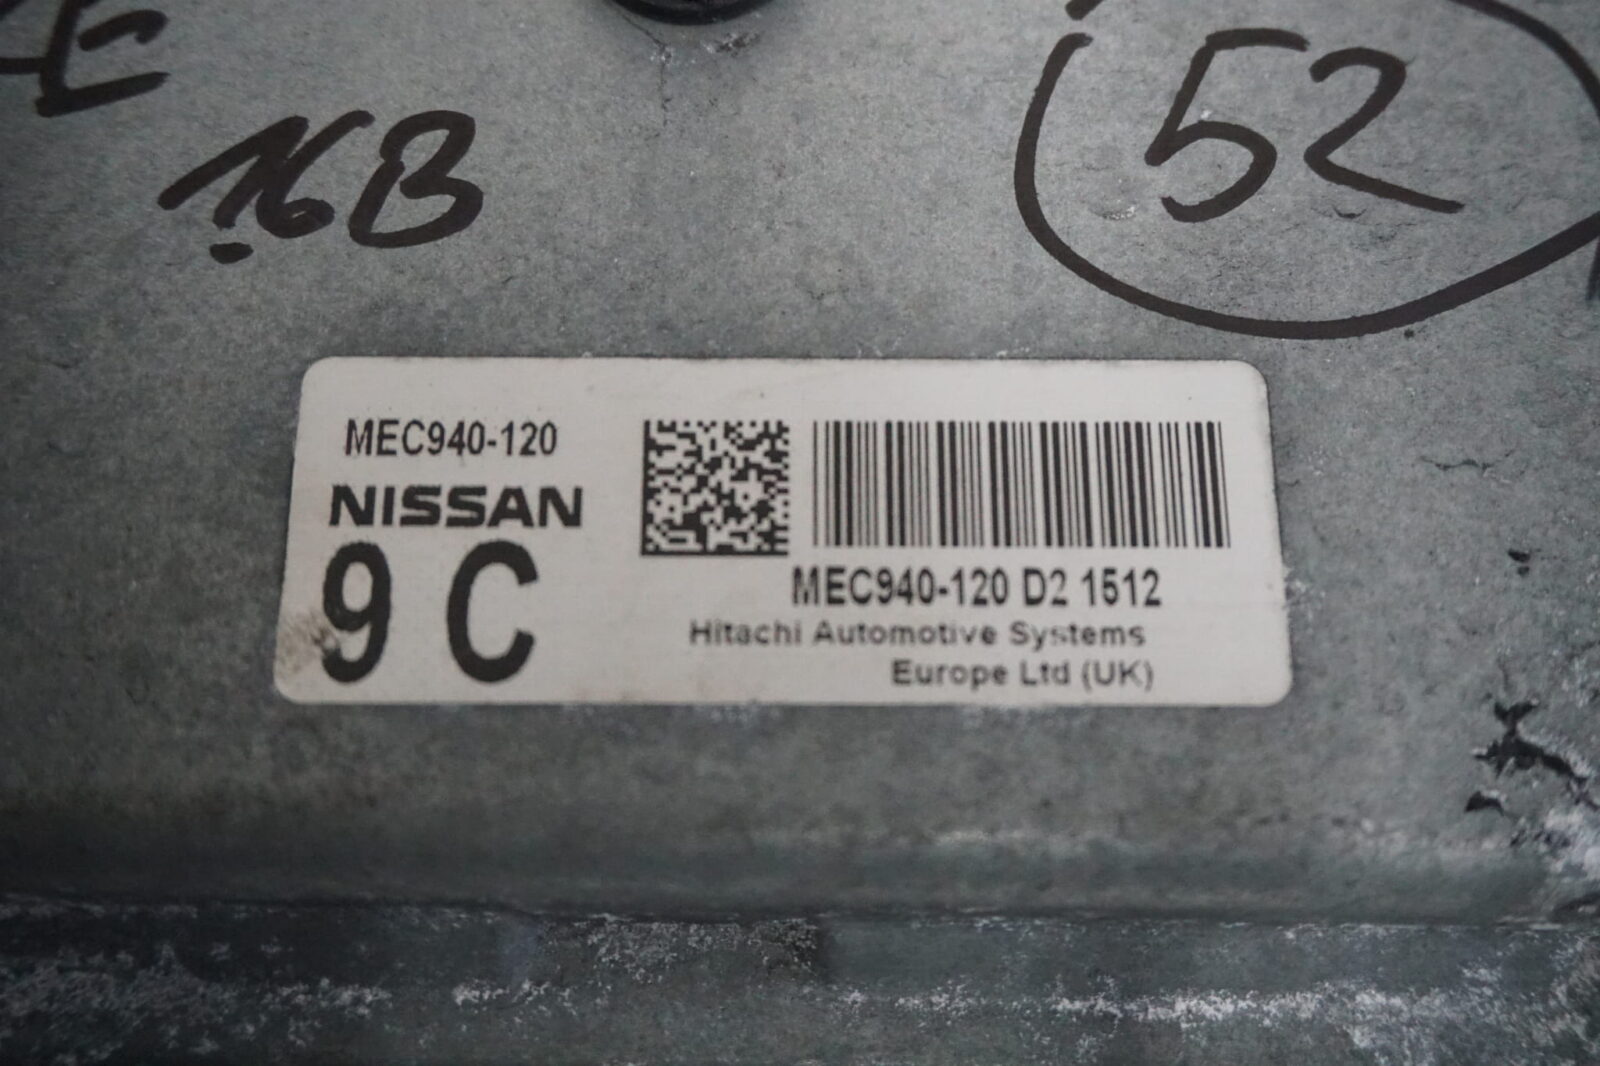 16B
52
MEC940-120
NISSAN
9 C
MEC940-120 D2 1512
Hitachi Automotive Systems
Europe Ltd (UK)